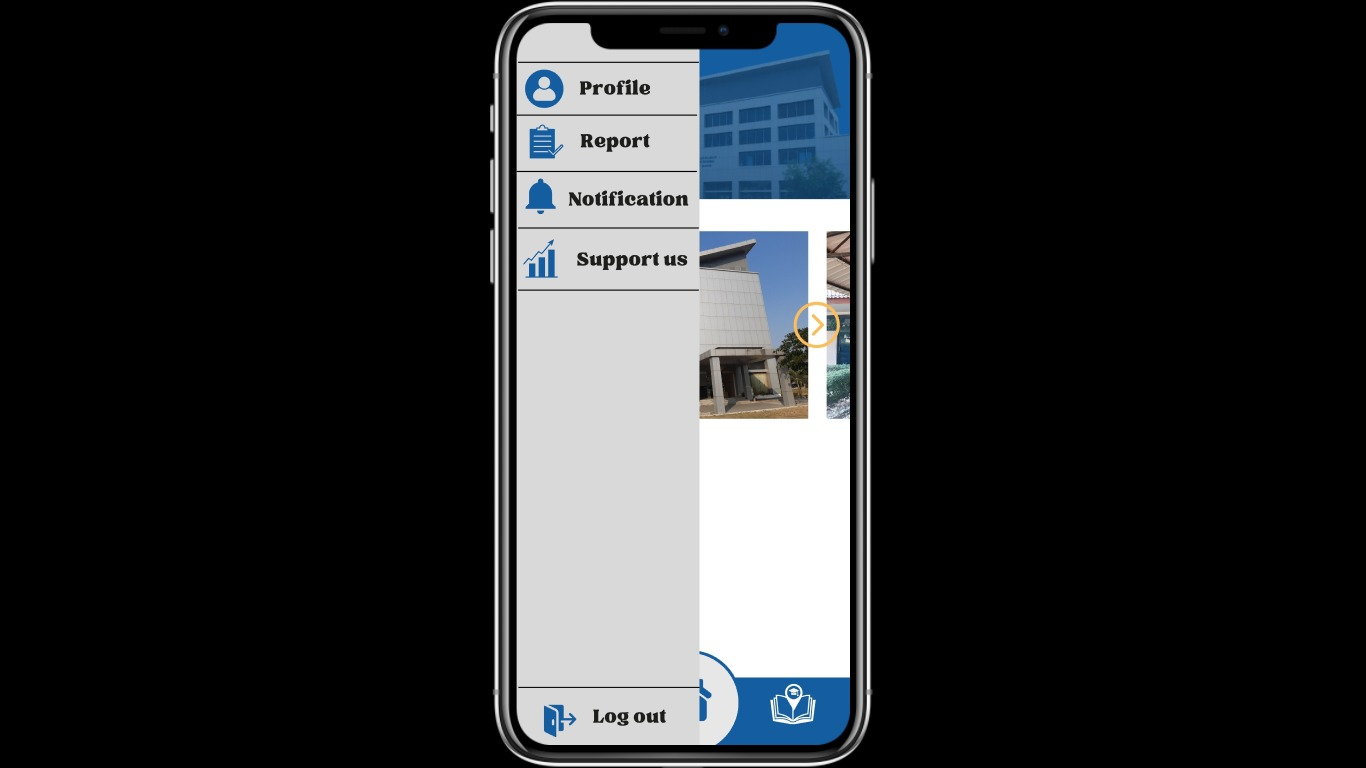 Profile
Report
Notification
Support us
Log out